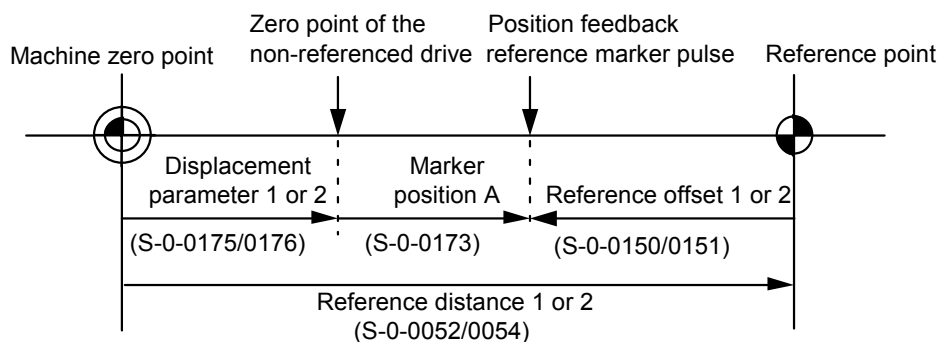 Machine zero point
Zero point of the
non-referenced drive
Position feedback
reference marker pulse
Reference point
Displacement
parameter 1 or 2
(S-0-0175/0176)
Marker
position A
(S-0-0173)
Reference offset 1 or 2
(S-0-0150/0151)
Reference distance 1 or 2
(S-0-0052/0054)